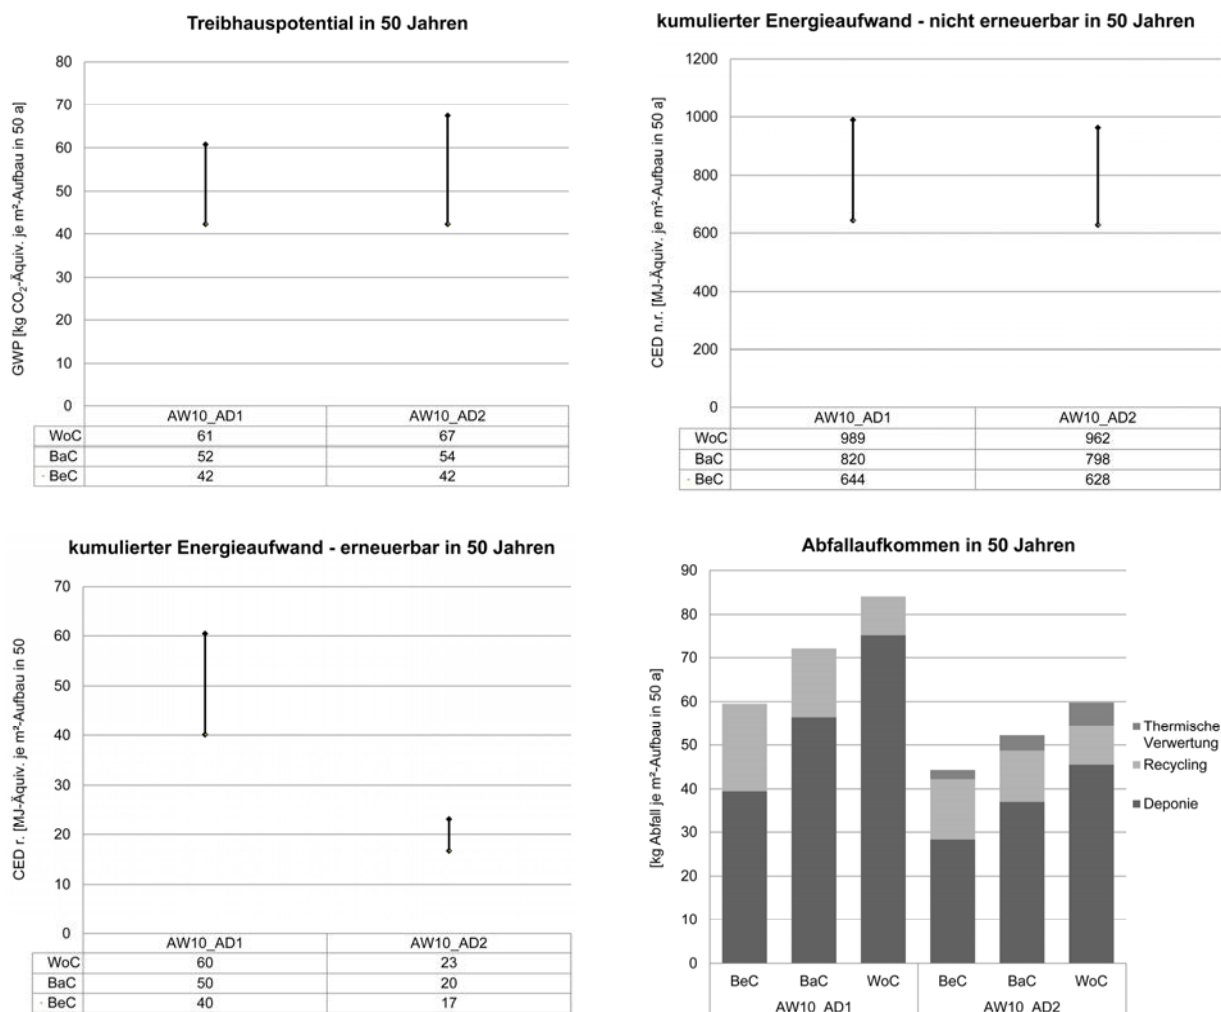 Treibhauspotential in 50 Jahren
GWP [kg CO₂-Äquiv. je m²-Aufbau in 50 a]
80
70
60
50
40
30
20
10
0
AW10_AD1 AW10_AD2
WoC 61 67
BaC 52 54
BeC 42 42
kumulierter Energieaufwand - nicht erneuerbar in 50 Jahren
CED n.r. [MJ-Äquiv. je m²-Aufbau in 50 a]
1200
1000
800
600
400
200
0
AW10_AD1 AW10_AD2
WoC 989 962
BaC 820 798
BeC 644 628
kumulierter Energieaufwand - erneuerbar in 50 Jahren
CED r. [MJ-Äquiv. je m²-Aufbau in 50
70
60
50
40
30
20
10
0
AW10_AD1 AW10_AD2
WoC 60 23
BaC 50 20
BeC 40 17
Abfallaufkommen in 50 Jahren
[kg Abfall je m²-Aufbau in 50 a]
90
80
70
60
50
40
30
20
10
0
BeC BaC WoC BeC BaC WoC
AW10_AD1 AW10_AD2
Thermische
Verwertung
Recycling
Deponie